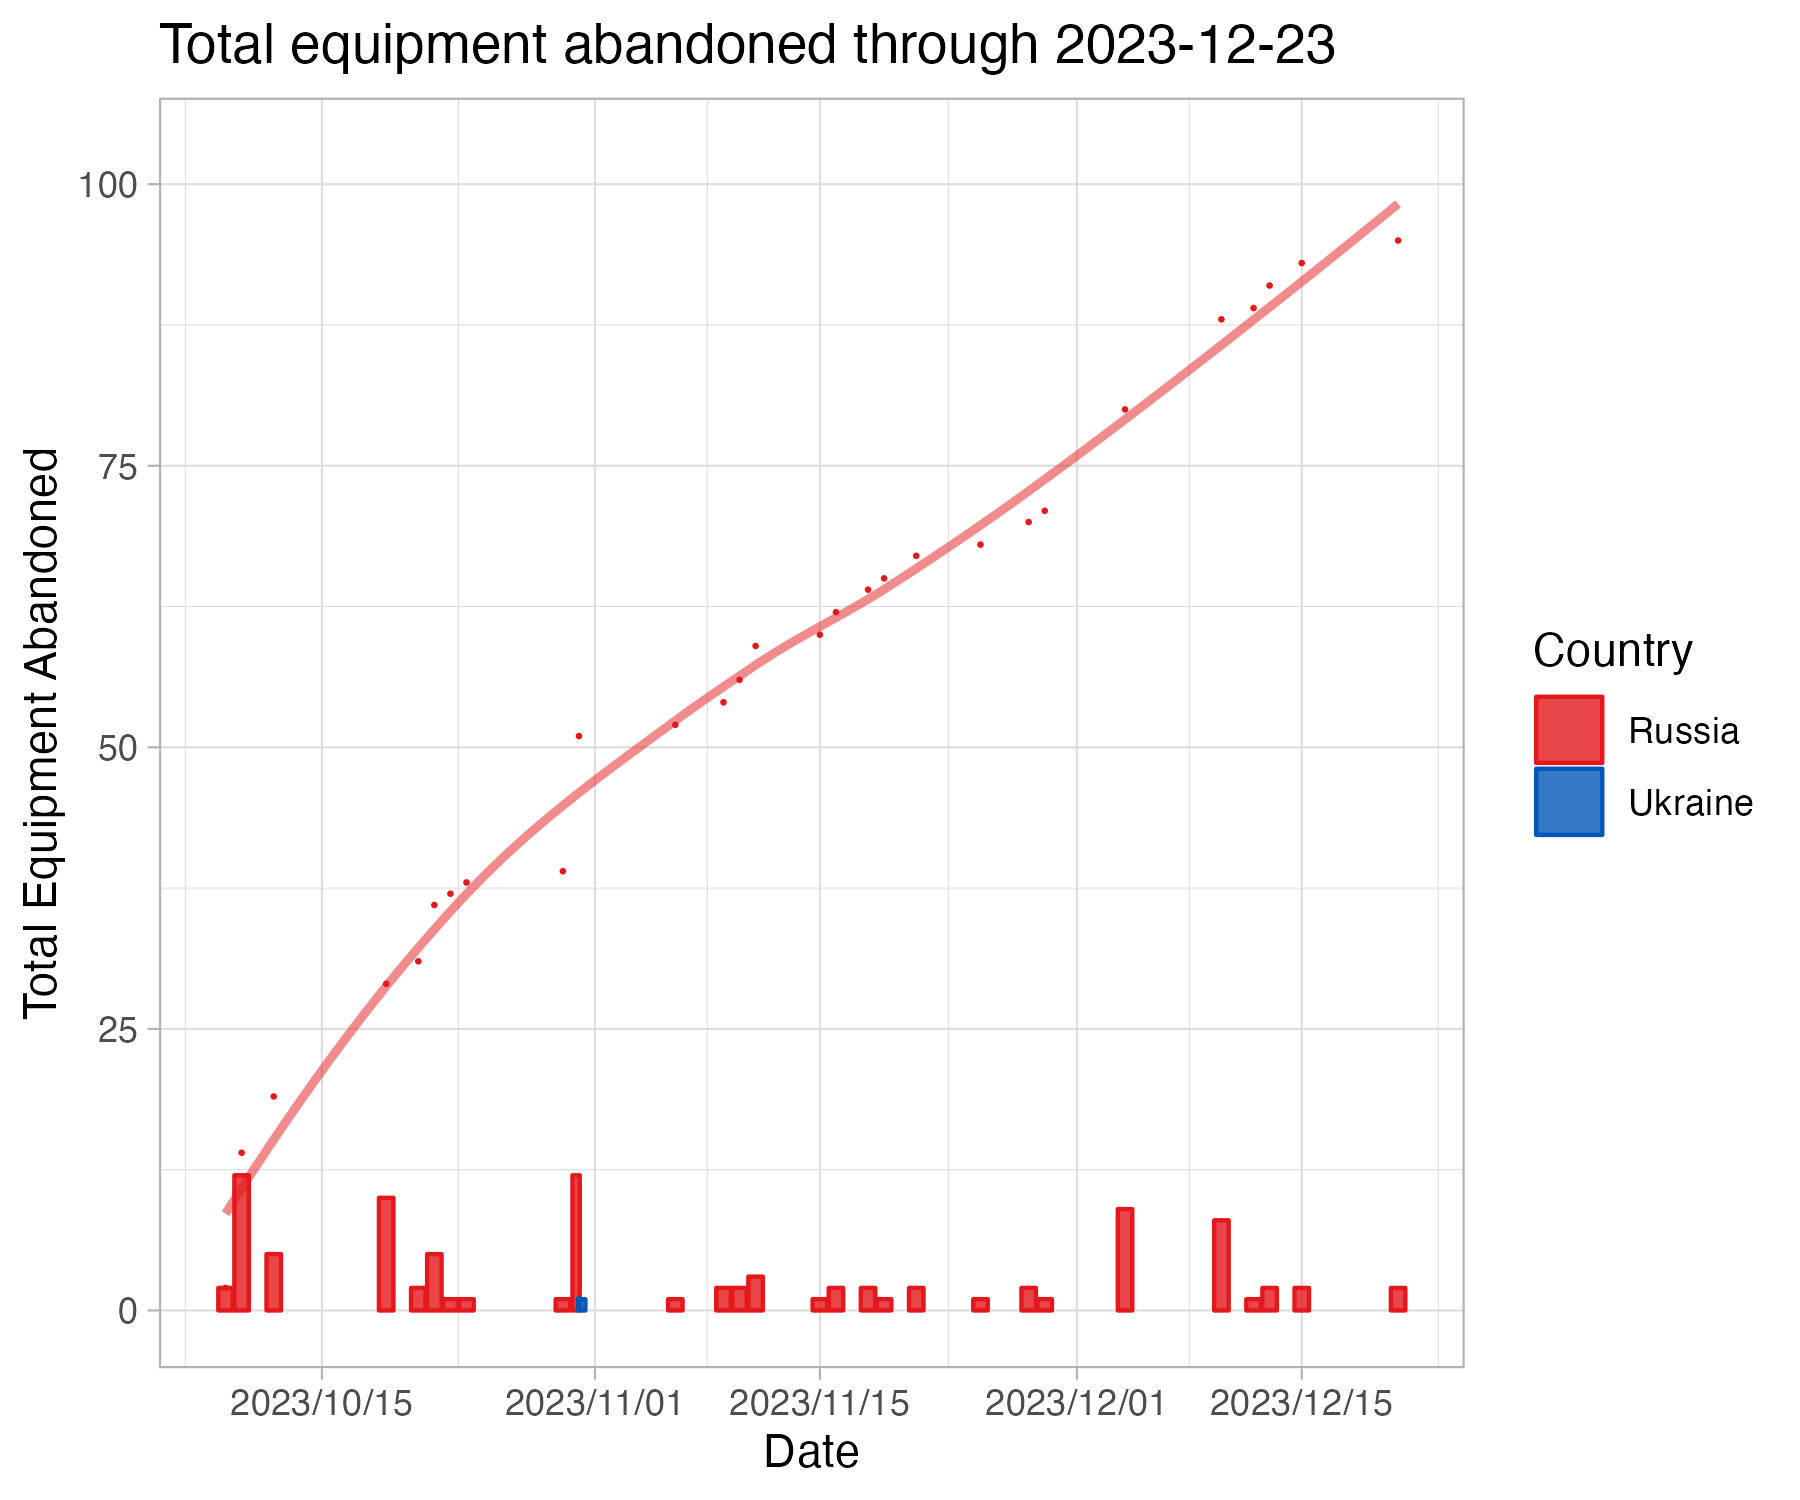 Total equipment abandoned through 2023-12-23
Total Equipment Abandoned
100
75
50
25
0
2023/10/15
2023/11/01
2023/11/15
2023/12/01
2023/12/15
Date
Country
Russia
Ukraine